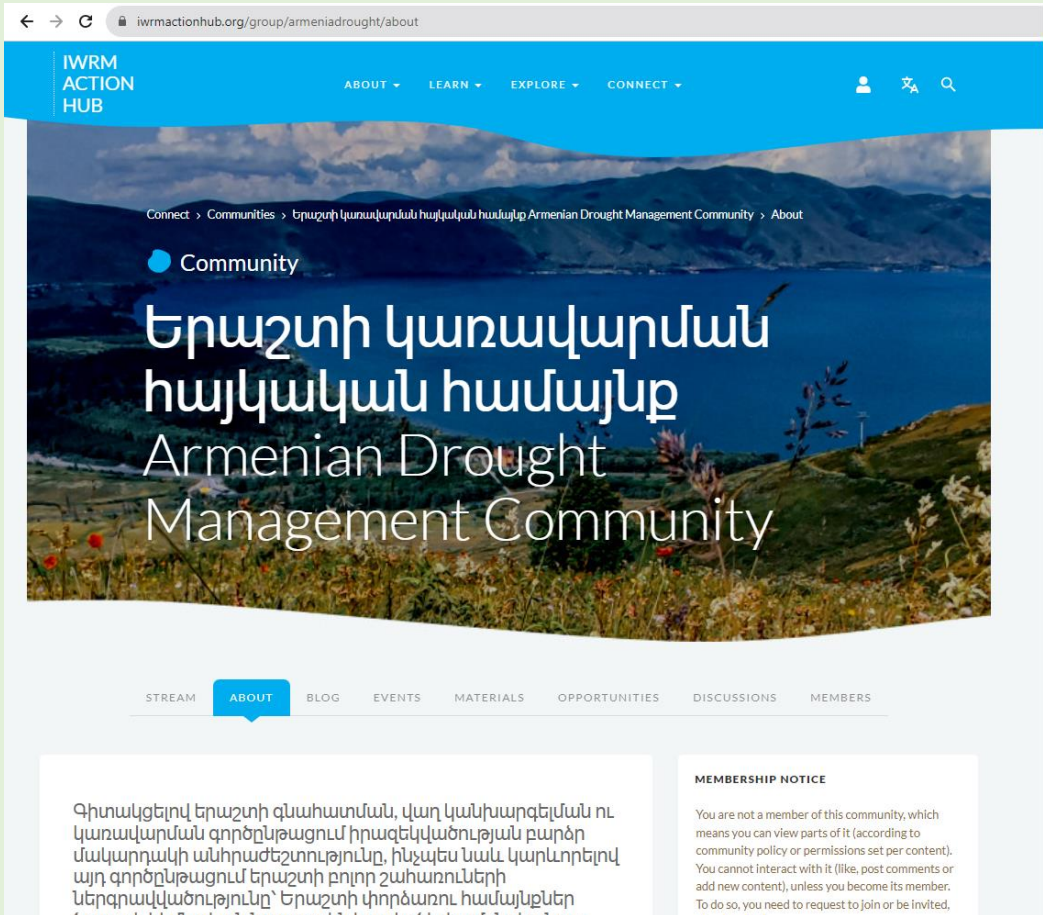 iwrmactionhub.org/group/armeniadrought/about
IWRM
ACTION
HUB
ABOUT
LEARN
EXPLORE
CONNECT
Connect › Communities › Երաշտի կառավարման հայկական համայնք Armenian Drought Management Community › About
Community
Երաշտի կառավարման
հայկական համայնք
Armenian Drought
Management Community
STREAM
ABOUT
BLOG
EVENTS
MATERIALS
OPPORTUNITIES
DISCUSSIONS
MEMBERS
Գիտակցելով երաշտի գնահատման, վաղ կանխարգելման ու
կառավարման գործընթացում իրազեկվածության բարձր
մակարդակի անհրաժեշտությունը, ինչպես նաև կարևորելով
այդ գործընթացում երաշտի բոլոր շահառուների
ներգրավվածությունը՝ Երաշտի փորձառու համայնքներ
MEMBERSHIP NOTICE
You are not a member of this community, which
means you can view parts of it (according to
community policy or permissions set per content).
You cannot interact with it (like, post comments or
add new content), unless you become its member.
To do so, you need to request to join or be invited,